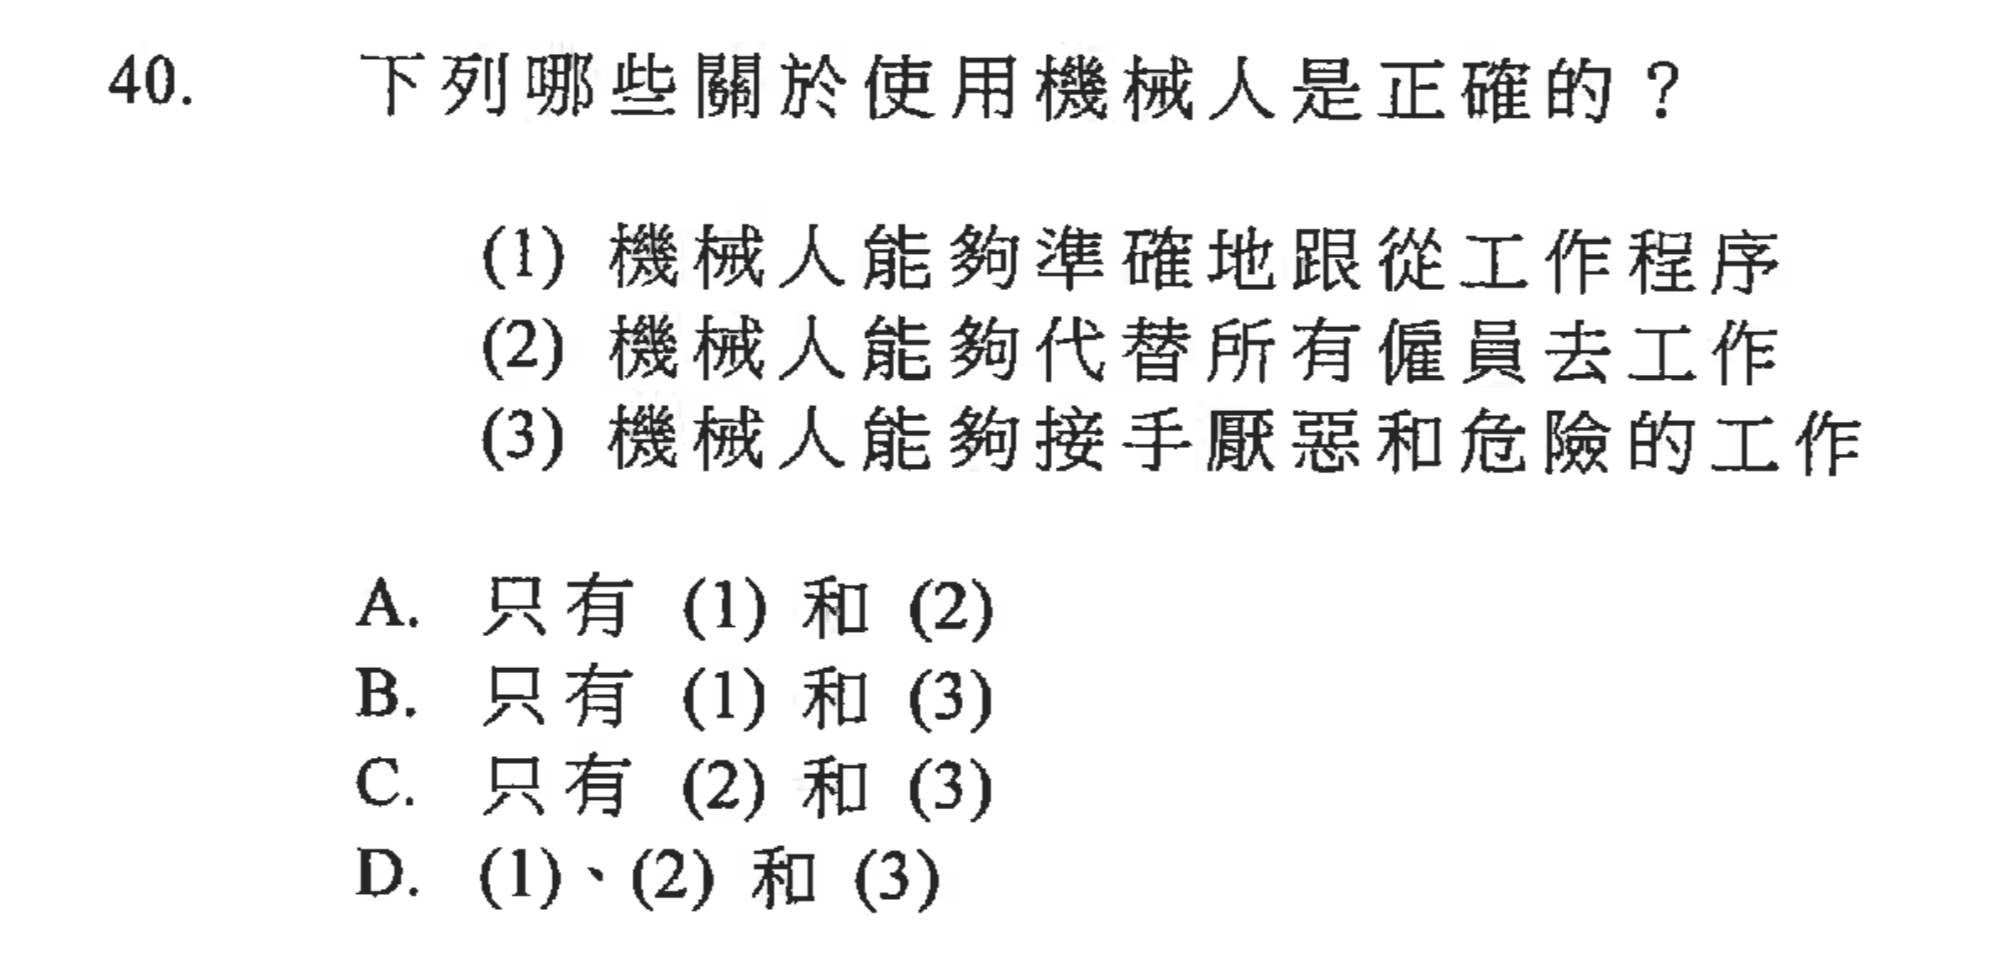 40. 下列哪些關於使用機械人是正確的？
(1) 機械人能夠準確地跟從工作程序
(2) 機械人能夠代替所有僱員去工作
(3) 機械人能夠接手厭惡和危險的工作
A. 只有 (1) 和 (2)
B. 只有 (1) 和 (3)
C. 只有 (2) 和 (3)
D. (1)、(2) 和 (3)